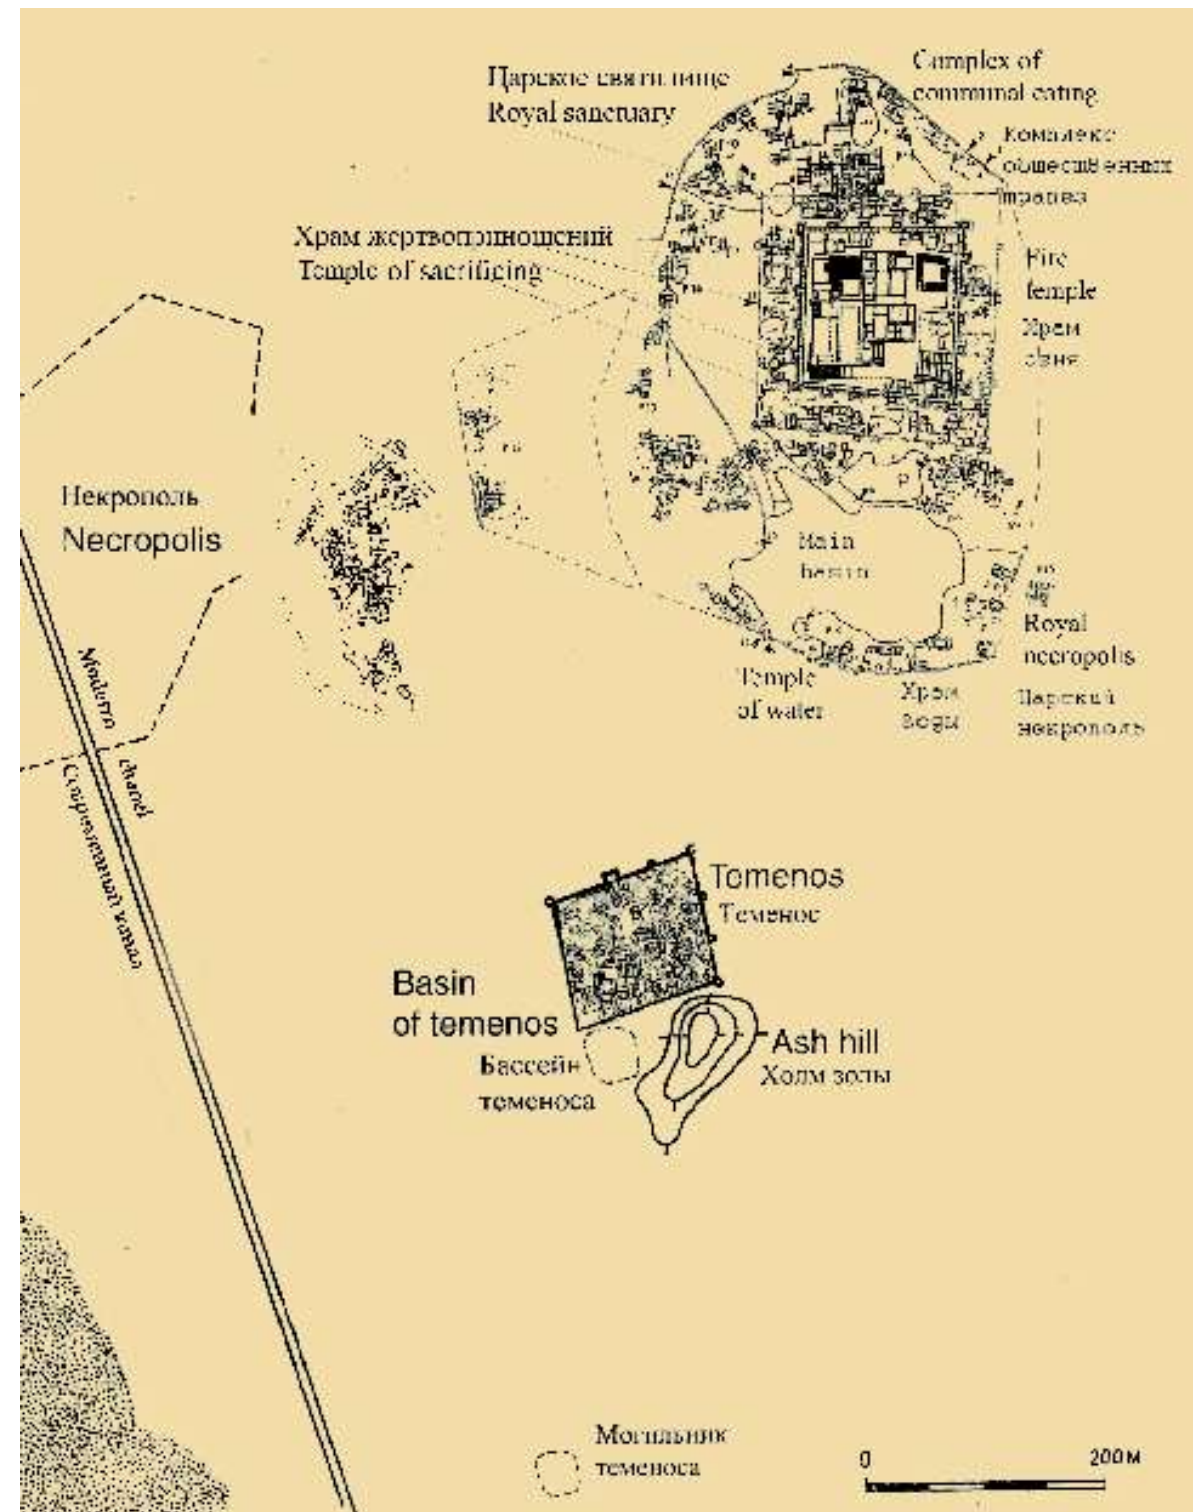 Царское святилище
Royal sanctuary
Complex of
communal eating
Комплекс
общественных
трапез
Храм жертвоприношений
Temple of sacrificing
Fire
temple
Храм
огня
Некрополь
Necropolis
Main
basin
Royal
necropolis
Царский
некрополь
Temple
of water
Храм
воды
Modern
chanel
Современный канал
Temenos
Теменос
Basin
of temenos
Бассейн
теменоса
Ash hill
Холм золы
Могильник
теменоса
0 200 м